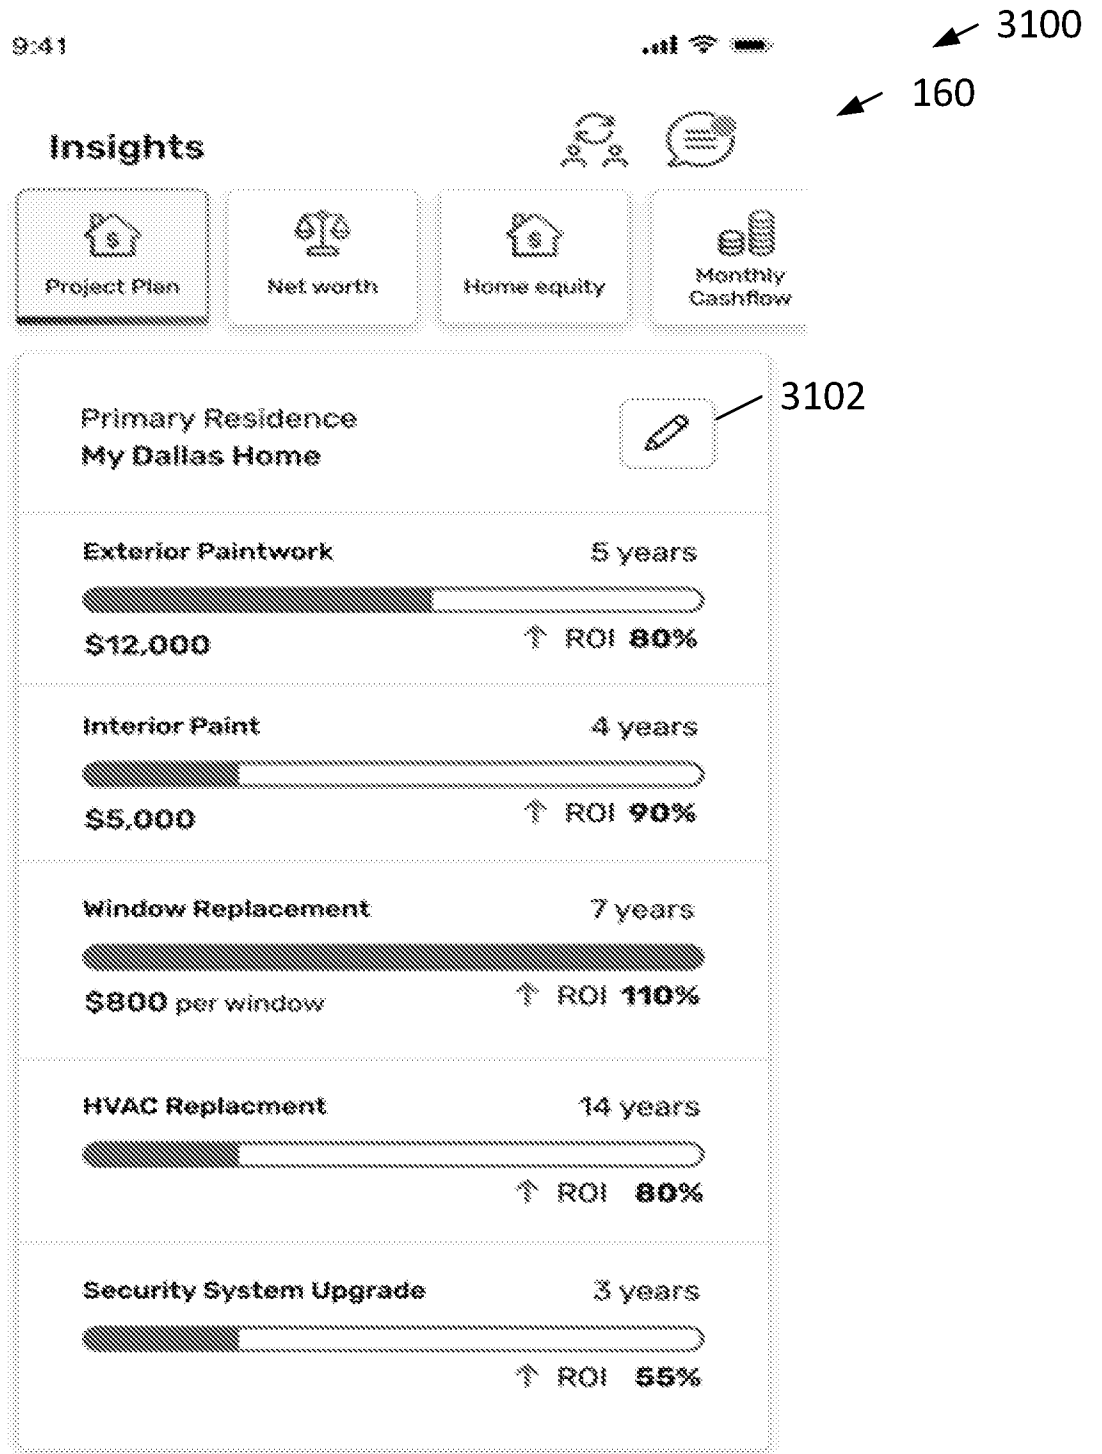 9:41
3100
160
Insights
Project Plan
Net worth
Home equity
Monthly
Cashflow
3102
Primary Residence
My Dallas Home
Exterior Paintwork 5 years
$12,000 ↑ ROI 80%
Interior Paint 4 years
$5,000 ↑ ROI 90%
Window Replacement 7 years
$800 per window ↑ ROI 110%
HVAC Replacment 14 years
↑ ROI 80%
Security System Upgrade 3 years
↑ ROI 55%